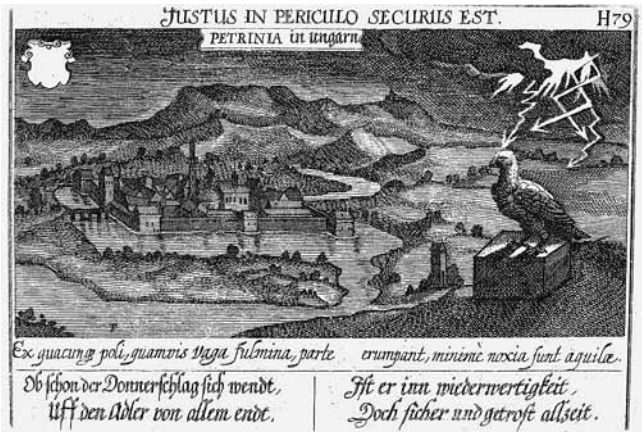 JUSTUS IN PERICULO SECURUS EST.
H79
PETRINIA in ungarn
Ex quacunqȝ poli, quamvis vaga fulmina, parte erumpant, minimè noxia sunt aquilæ.
Ob schon der Donnerschlag sich wendt,
Uff den Adler von allem endt.
Ist er inn wiederwertigkeit,
Doch sicher und getrost allzeit.